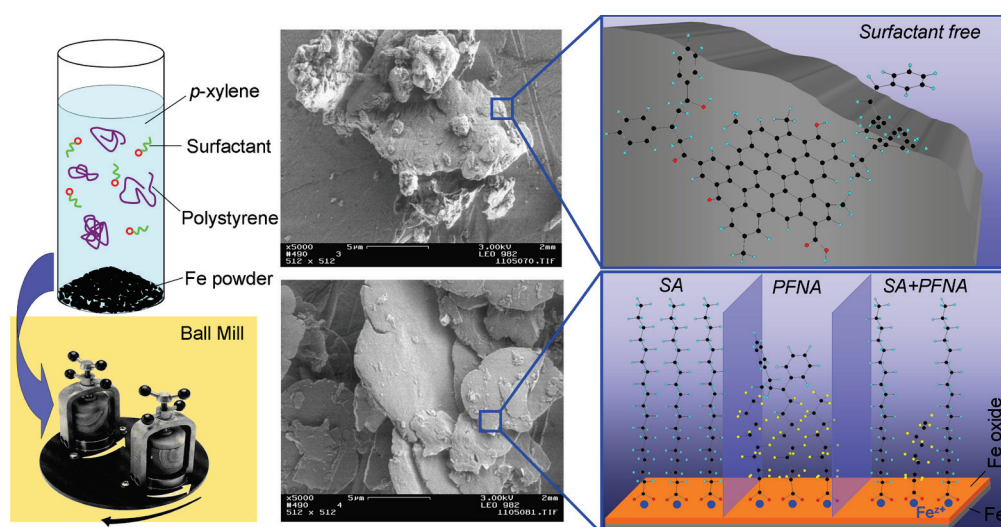 p-xylene
Surfactant
Polystyrene
Fe powder
Ball Mill
x5000 5µm 3.00kV 2mm
#490 3 LEO 982
512 x 512 1105070.TIF
x5000 5µm 3.00kV 2mm
#490 4 LEO 982
512 x 512 1105081.TIF
Surfactant free
SA
PFNA
SA+PFNA
Fe oxide
Fe²⁺
Fe